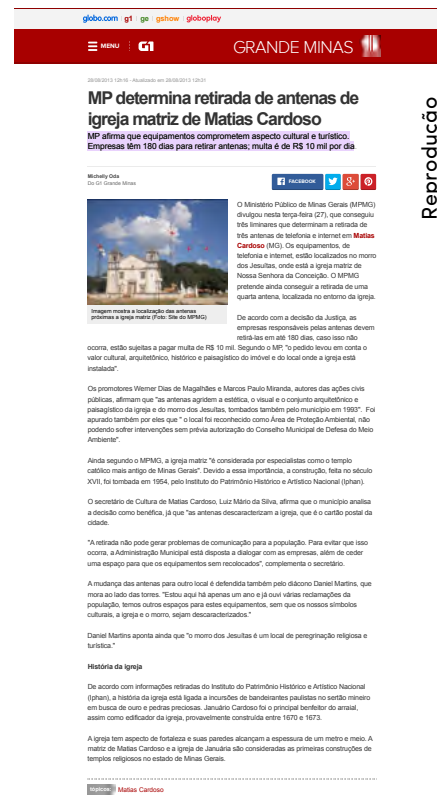 globo.com g1 ge gshow globoplay
MENU G1 GRANDE MINAS
28/08/2013 12h16 - Atualizado em 28/08/2013 12h31
MP determina retirada de antenas de
igreja matriz de Matias Cardoso
MP afirma que equipamentos comprometem aspecto cultural e turístico.
Empresas têm 180 dias para retirar antenas; multa é de R$ 10 mil por dia.
Michelly Oda
Do G1 Grande Minas
FACEBOOK
O Ministério Público de Minas Gerais (MPMG)
divulgou nesta terça-feira (27), que conseguiu
três liminares que determinam a retirada de
três antenas de telefonia e internet em Matias
Cardoso (MG). Os equipamentos, de
telefonia e internet, estão localizados no morro
dos Jesuítas, onde está a igreja matriz de
Nossa Senhora da Conceição. O MPMG
pretende ainda conseguir a retirada de uma
quarta antena, localizada no entorno da igreja.
Imagem mostra a localização das antenas
próximas a igreja matriz (Foto: Site do MPMG)
De acordo com a decisão da Justiça, as
empresas responsáveis pelas antenas devem
retirá-las em até 180 dias, caso isso não
ocorra, estão sujeitas a pagar multa de R$ 10 mil. Segundo o MP, "o pedido levou em conta o
valor cultural, arquitetônico, histórico e paisagístico do imóvel e do local onde a igreja está
instalada".
Os promotores Werner Dias de Magalhães e Marcos Paulo Miranda, autores das ações civis
públicas, afirmam que "as antenas agridem a estética, o visual e o conjunto arquitetônico e
paisagístico da igreja e do morro dos Jesuítas, tombados também pelo município em 1993". Foi
apurado também por eles que " o local foi reconhecido como Área de Proteção Ambiental, não
podendo sofrer intervenções sem prévia autorização do Conselho Municipal de Defesa do Meio
Ambiente".
Ainda segundo o MPMG, a igreja matriz "é considerada por especialistas como o templo
católico mais antigo de Minas Gerais". Devido a essa importância, a construção, feita no século
XVII, foi tombada em 1954, pelo Instituto do Patrimônio Histórico e Artístico Nacional (Iphan).
O secretário de Cultura de Matias Cardoso, Luiz Mário da Silva, afirma que o município analisa
a decisão como benéfica, já que "as antenas descaracterizam a igreja, que é o cartão postal da
cidade.
"A retirada não pode gerar problemas de comunicação para a população. Para evitar que isso
ocorra, a Administração Municipal está disposta a dialogar com as empresas, além de ceder
uma espaço para que os equipamentos sem recolocados", complementa o secretário.
A mudança das antenas para outro local é defendida também pelo diácono Daniel Martins, que
mora ao lado das torres. "Estou aqui há apenas um ano e já ouvi várias reclamações da
população, temos outros espaços para estes equipamentos, sem que os nossos símbolos
culturais, a igreja e o morro, sejam descaracterizados."
Daniel Martins aponta ainda que "o morro dos Jesuítas é um local de peregrinação religiosa e
turística."
História da igreja
De acordo com informações retiradas do Instituto do Patrimônio Histórico e Artístico Nacional
(Iphan), a história da igreja está ligada a incursões de bandeirantes paulistas no sertão mineiro
em busca de ouro e pedras preciosas. Januário Cardoso foi o principal benfeitor do arraial,
assim como edificador da igreja, provavelmente construída entre 1670 e 1673.
A igreja tem aspecto de fortaleza e suas paredes alcançam a espessura de um metro e meio. A
matriz de Matias Cardoso e a igreja de Januária são consideradas as primeiras construções de
templos religiosos no estado de Minas Gerais.
tópicos: Matias Cardoso
Reprodução